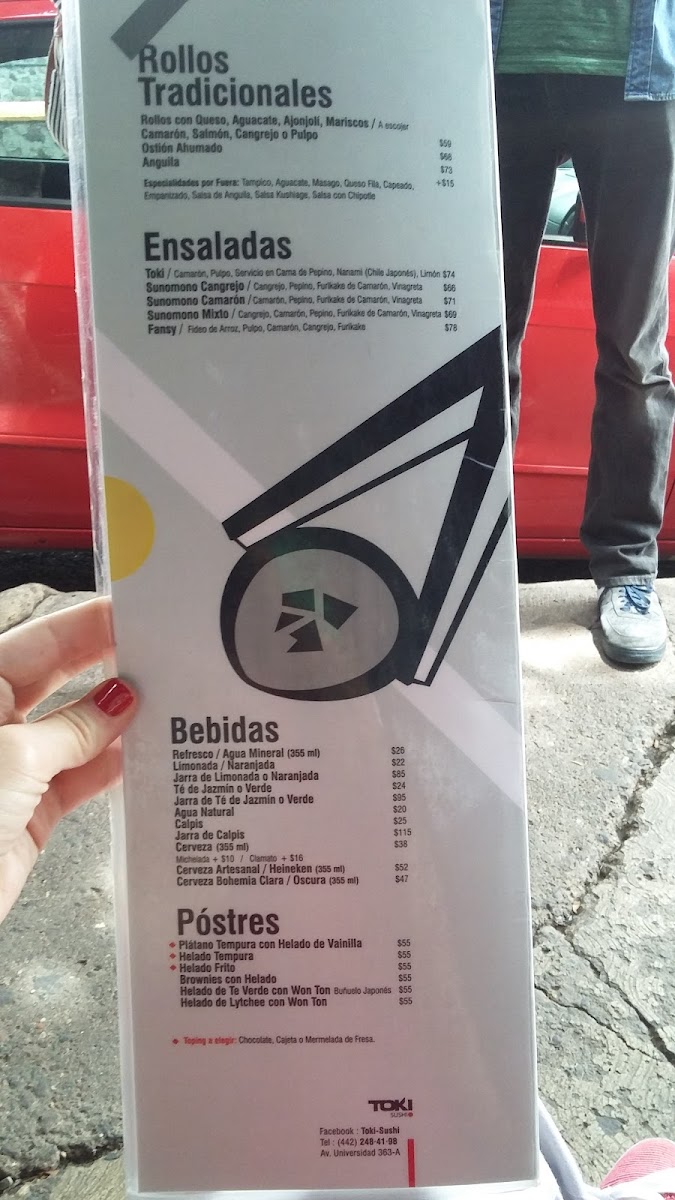 Rollos
Tradicionales
Rollos con Queso, Aguacate, Ajonjolí, Mariscos / A escojer
Camarón, Salmón, Cangrejo o Pulpo $59
Ostión Ahumado $68
Anguila $73
Especialidades por Fuera: Tampico, Aguacate, Masago, Queso Fila, Capeado, +$15
Empanizado, Salsa de Anguila, Salsa Kushiage, Salsa con Chipotle
Ensaladas
Toki / Camarón, Pulpo, Servicio en Cama de Pepino, Nanami (Chile Japonés), Limón $74
Sunomono Cangrejo / Cangrejo, Pepino, Furikake de Camarón, Vinagreta $66
Sunomono Camarón / Camarón, Pepino, Furikake de Camarón, Vinagreta $71
Sunomono Mixto / Cangrejo, Camarón, Pepino, Furikake de Camarón, Vinagreta $69
Fansy / Fideo de Arroz, Pulpo, Camarón, Cangrejo, Furikake $78
Bebidas
Refresco / Agua Mineral (355 ml) $26
Limonada / Naranjada $22
Jarra de Limonada o Naranjada $85
Té de Jazmín o Verde $24
Jarra de Té de Jazmín o Verde $95
Agua Natural $20
Calpis $25
Jarra de Calpis $115
Cerveza (355 ml) $38
Michelada + $10 / Clamato + $16
Cerveza Artesanal / Heineken (355 ml) $52
Cerveza Bohemia Clara / Oscura (355 ml) $47
Póstres
Plátano Tempura con Helado de Vainilla $55
Helado Tempura $55
Helado Frito $55
Brownies con Helado $55
Helado de Te Verde con Won Ton Buñuelo Japonés $55
Helado de Lytchee con Won Ton $55
Toping a elegir: Chocolate, Cajeta o Mermelada de Fresa.
TOKI
SUSHI
Facebook : Toki-Sushi
Tel : (442) 248-41-98
Av. Universidad 363-A